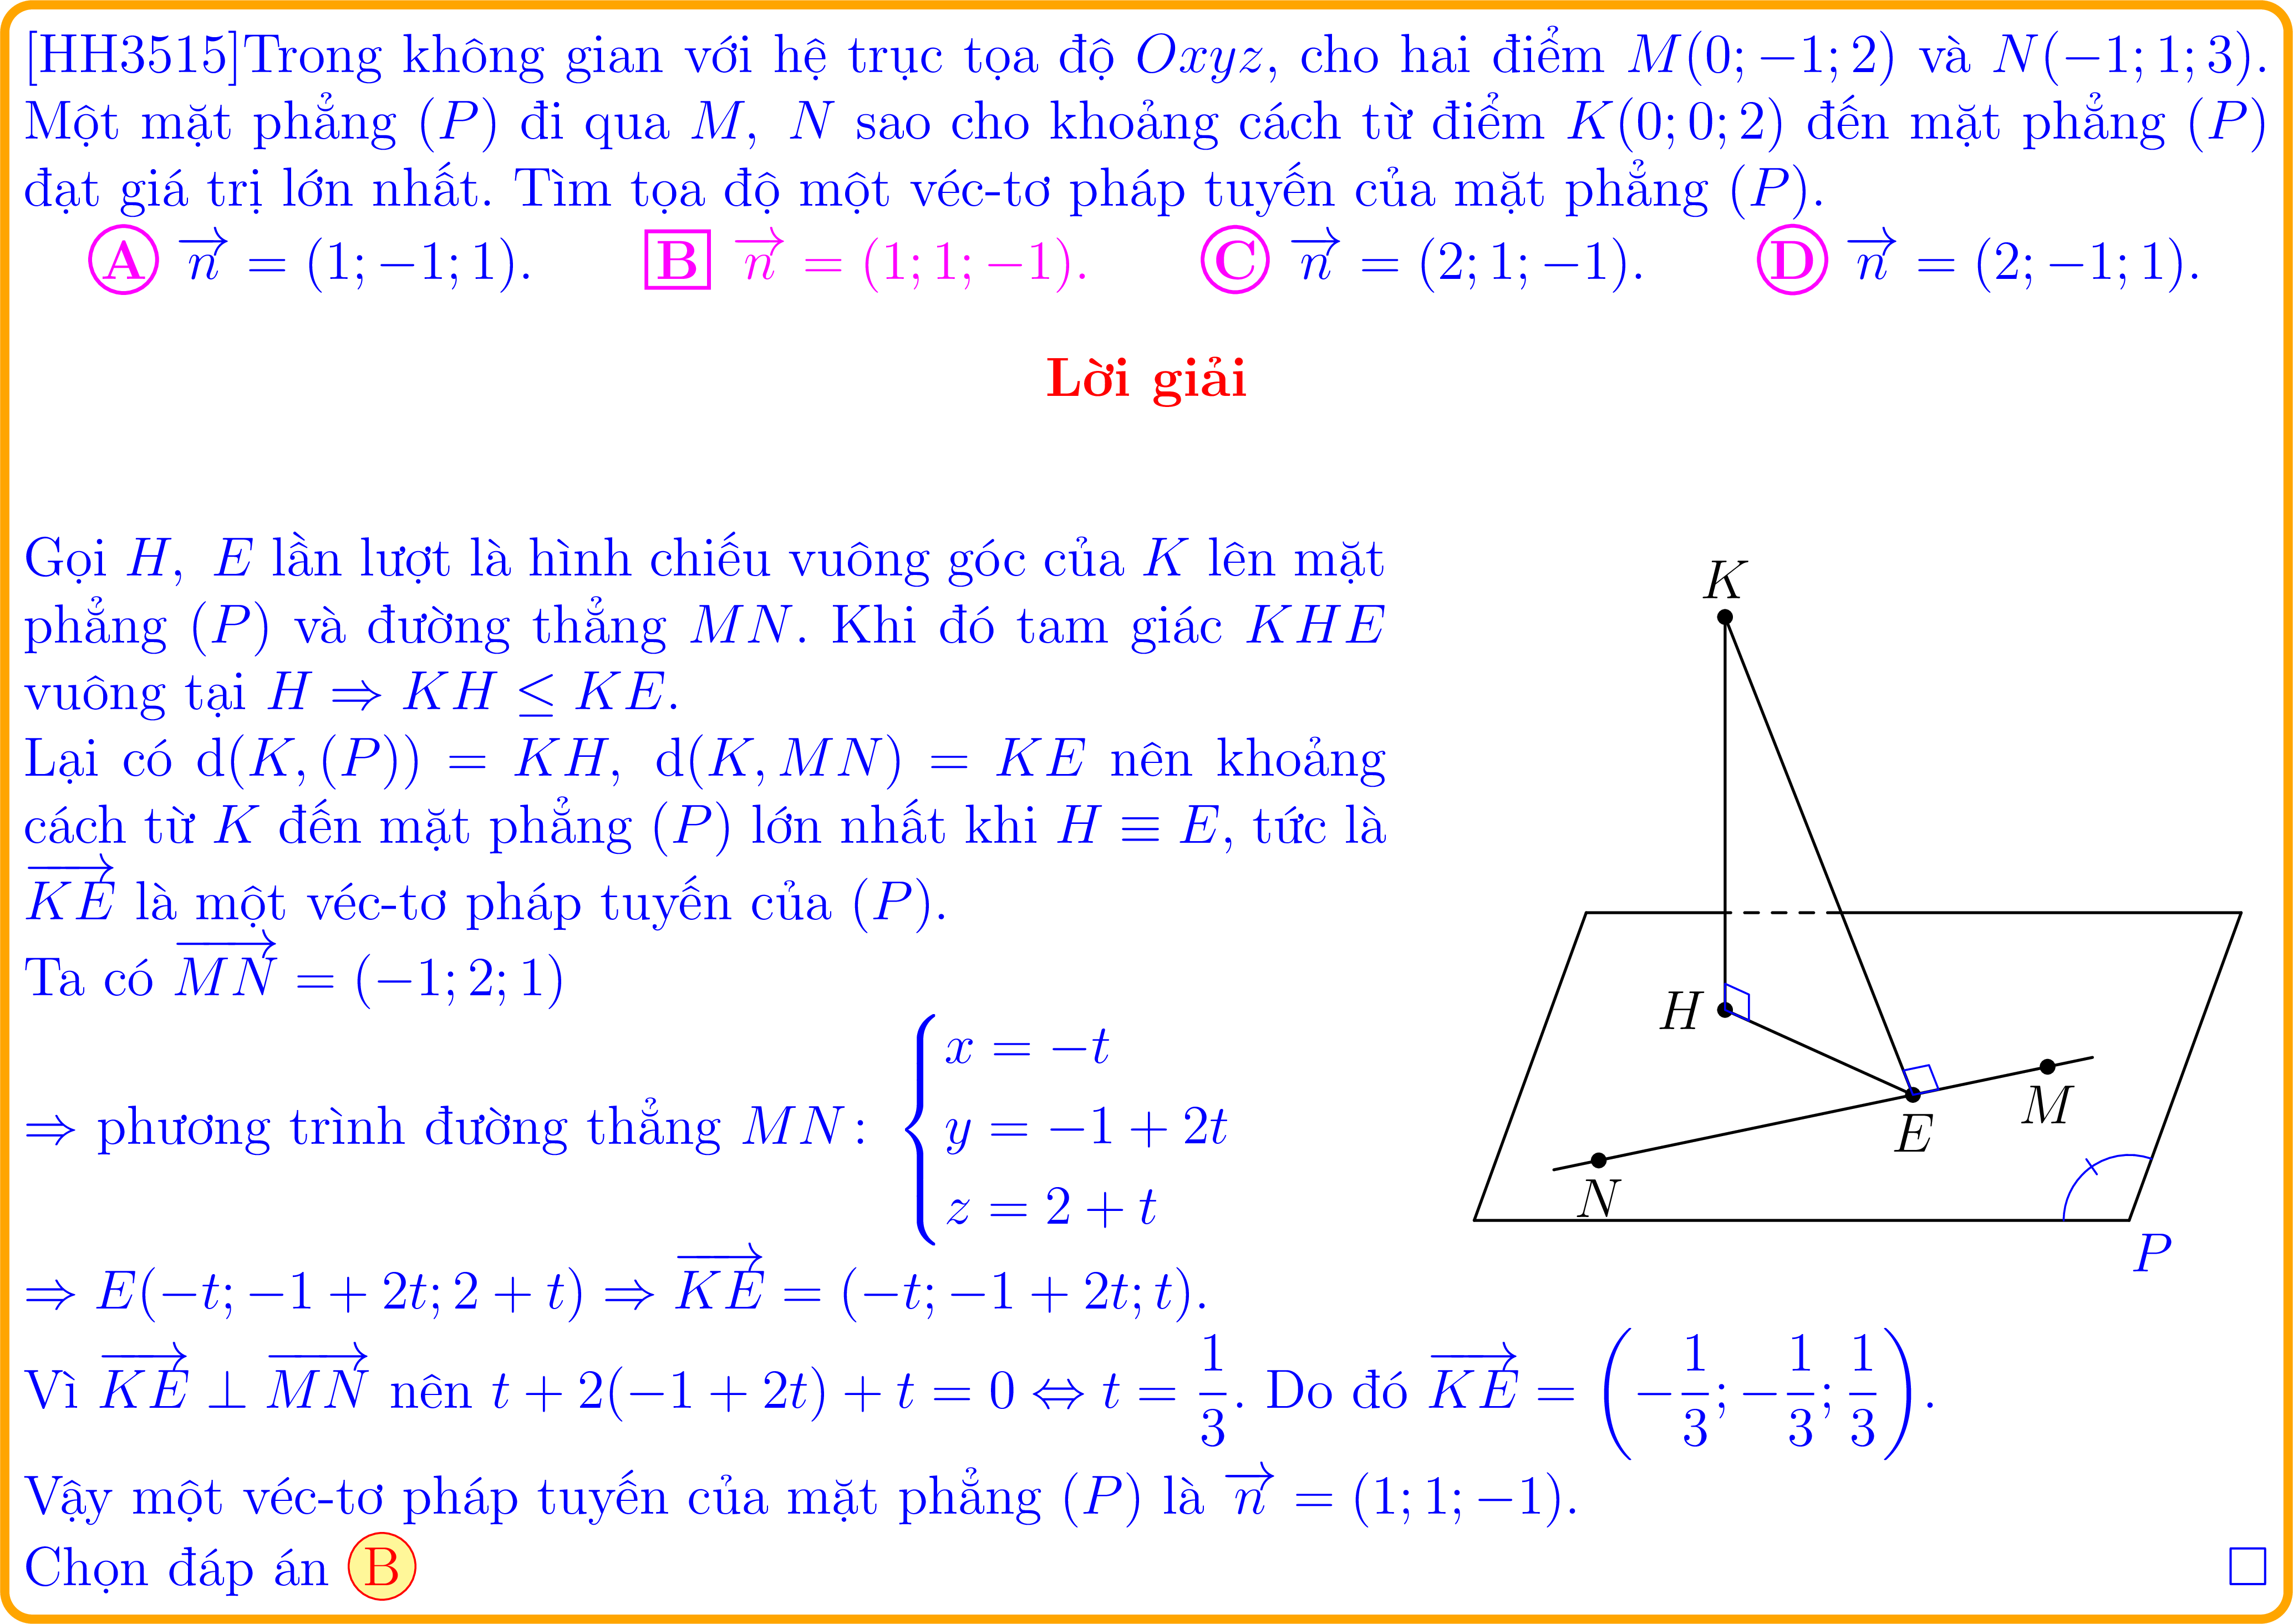 [HH3515]Trong không gian với hệ trục tọa độ Oxyz, cho hai điểm M(0; −1; 2) và N(−1; 1; 3).
Một mặt phẳng (P) đi qua M, N sao cho khoảng cách từ điểm K(0; 0; 2) đến mặt phẳng (P)
đạt giá trị lớn nhất. Tìm tọa độ một véc-tơ pháp tuyến của mặt phẳng (P).
A $\overrightarrow{n}$ = (1; −1; 1). B $\overrightarrow{n}$ = (1; 1; −1). C $\overrightarrow{n}$ = (2; 1; −1). D $\overrightarrow{n}$ = (2; −1; 1).
Lời giải
Gọi H, E lần lượt là hình chiếu vuông góc của K lên mặt
phẳng (P) và đường thẳng MN. Khi đó tam giác KHE
vuông tại H ⇒ KH ≤ KE.
Lại có d(K, (P)) = KH, d(K, MN) = KE nên khoảng
cách từ K đến mặt phẳng (P) lớn nhất khi H ≡ E, tức là
$\overrightarrow{KE}$ là một véc-tơ pháp tuyến của (P).
Ta có $\overrightarrow{MN}$ = (−1; 2; 1)
⇒ phương trình đường thẳng MN: $\begin{cases} x = -t \\ y = -1 + 2t \\ z = 2 + t \end{cases}$
⇒ E(−t; −1 + 2t; 2 + t) ⇒ $\overrightarrow{KE}$ = (−t; −1 + 2t; t).
Vì $\overrightarrow{KE}$ ⊥ $\overrightarrow{MN}$ nên t + 2(−1 + 2t) + t = 0 ⇔ t = $\frac{1}{3}$. Do đó $\overrightarrow{KE}$ = $\left(-\frac{1}{3}; -\frac{1}{3}; \frac{1}{3}\right)$.
Vậy một véc-tơ pháp tuyến của mặt phẳng (P) là $\overrightarrow{n}$ = (1; 1; −1).
Chọn đáp án B □
K
H
M
E
N
P